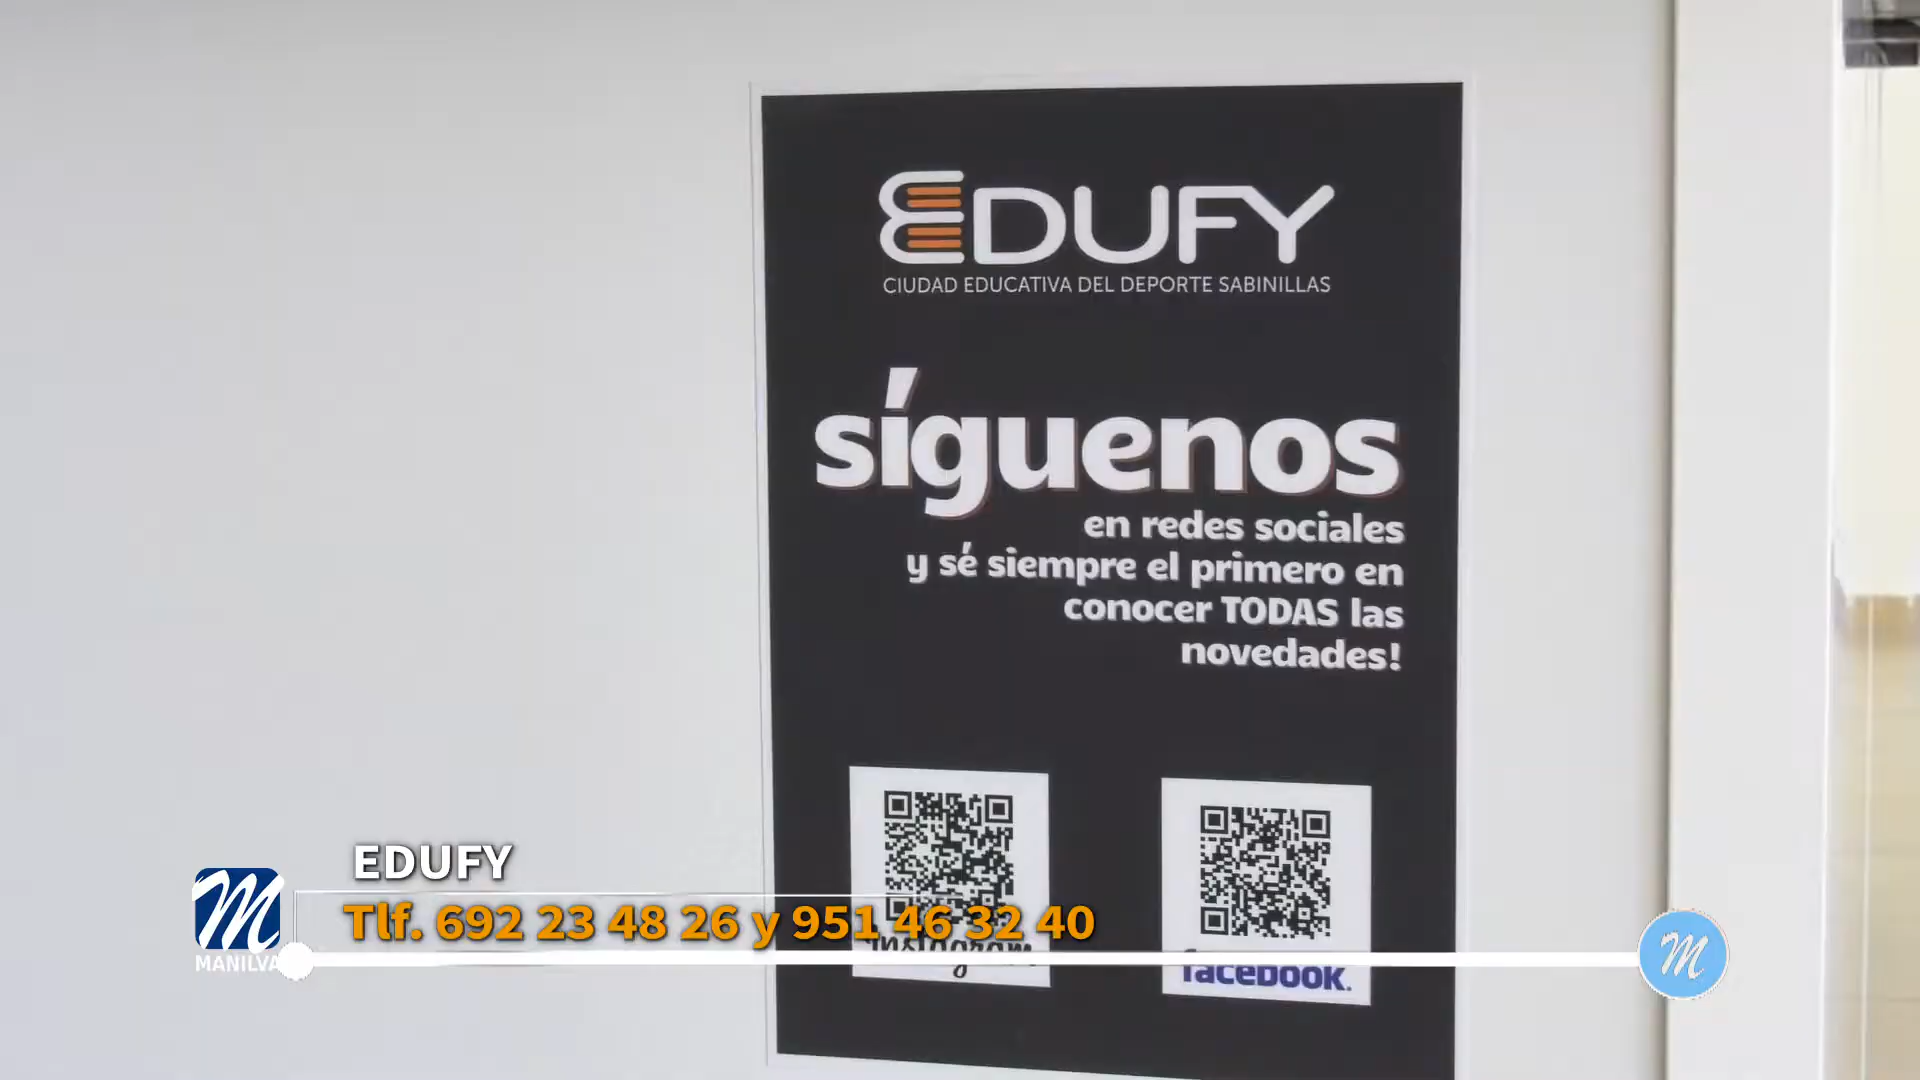 EDUFY
CIUDAD EDUCATIVA DEL DEPORTE SABINILLAS
síguenos
en redes sociales
y sé siempre el primero en
conocer TODAS las
novedades!
Instagram
facebook.
EDUFY
Tlf. 692 23 48 26 y 951 46 32 40
M
MANILVA
M